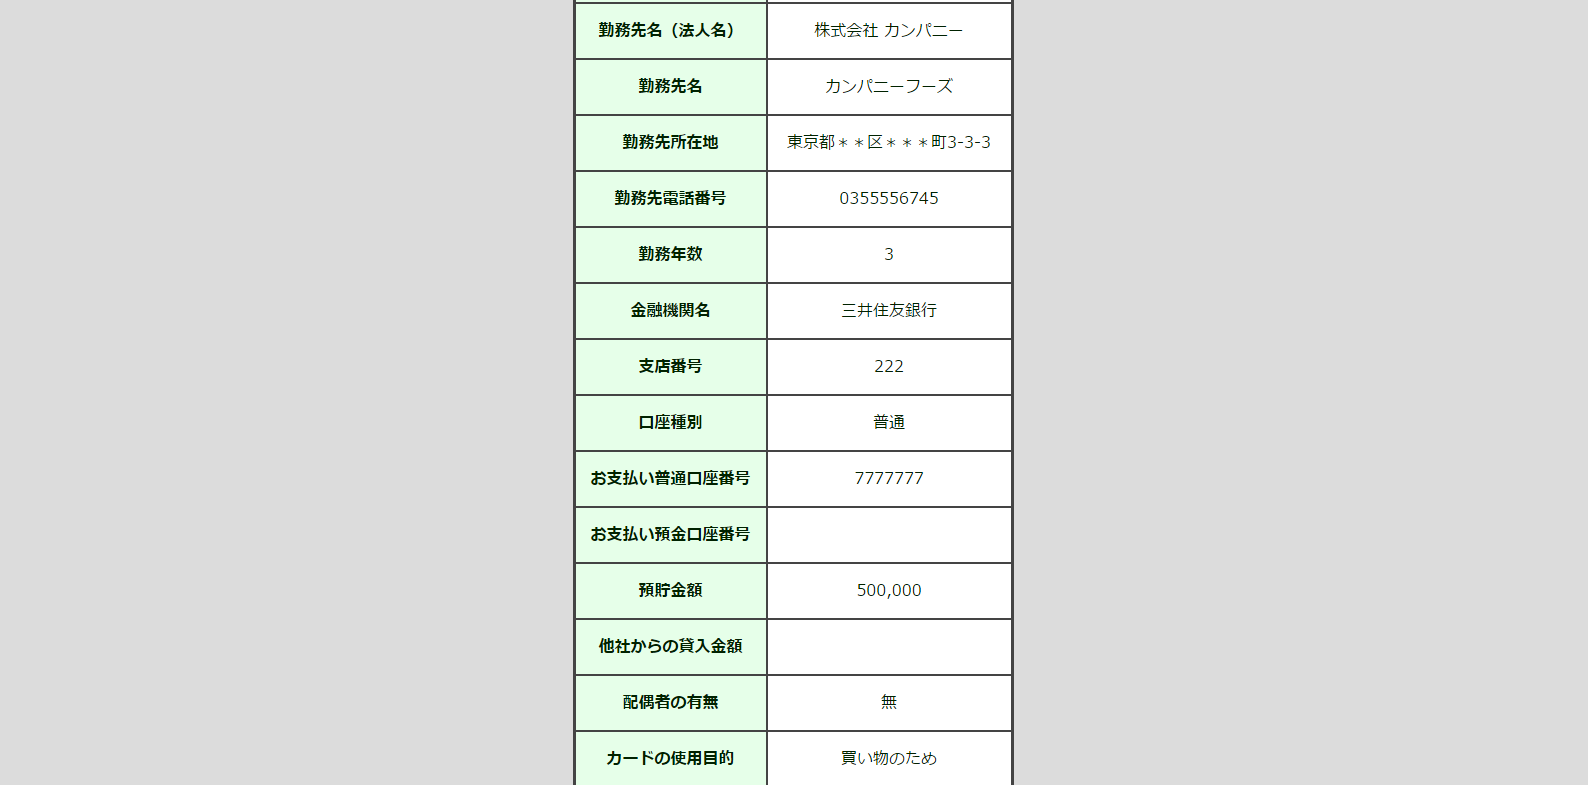 勤務先名（法人名） 株式会社 カンパニー
勤務先名 カンパニーフーズ
勤務先所在地 東京都＊＊区＊＊＊町3-3-3
勤務先電話番号 0355556745
勤務年数 3
金融機関名 三井住友銀行
支店番号 222
口座種別 普通
お支払い普通口座番号 7777777
お支払い預金口座番号
預貯金額 500,000
他社からの貸入金額
配偶者の有無 無
カードの使用目的 買い物のため